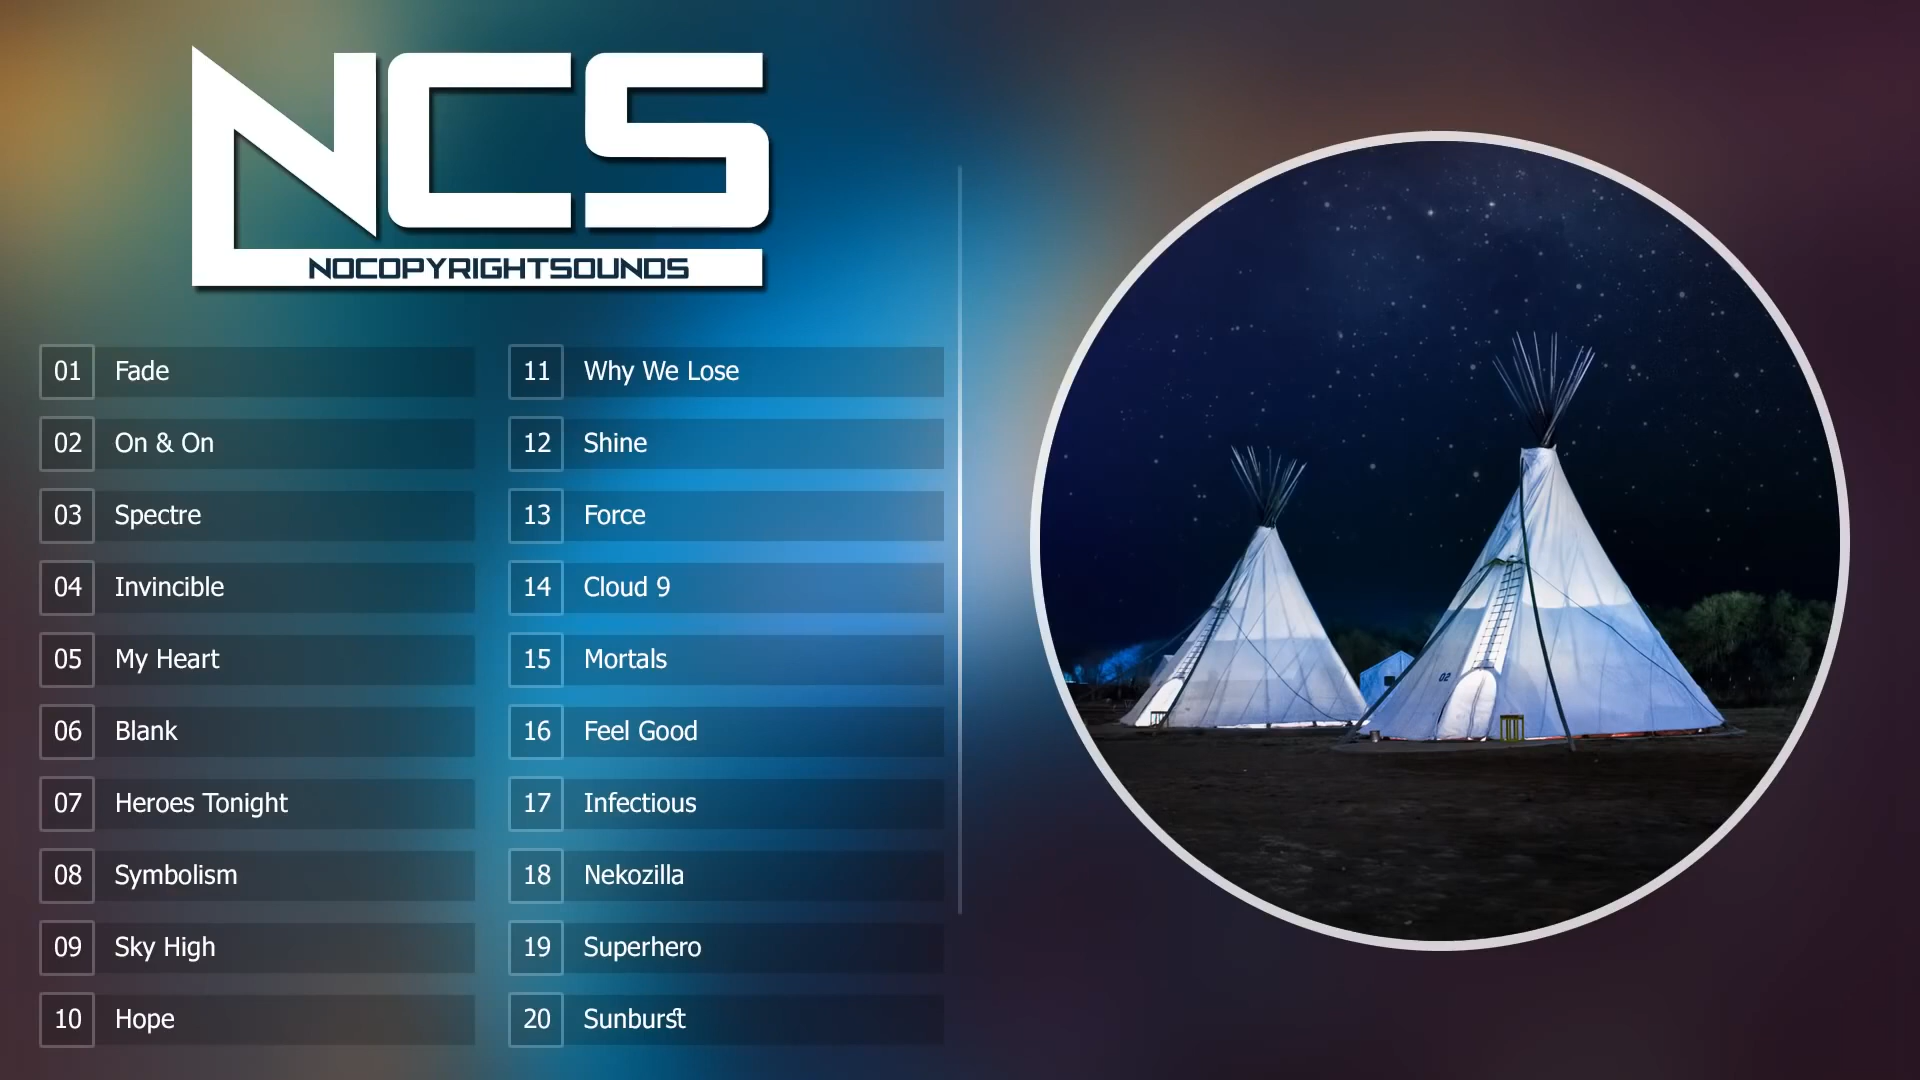 NCS
NOCOPYRIGHTSOUNDS
01 Fade
02 On & On
03 Spectre
04 Invincible
05 My Heart
06 Blank
07 Heroes Tonight
08 Symbolism
09 Sky High
10 Hope
11 Why We Lose
12 Shine
13 Force
14 Cloud 9
15 Mortals
16 Feel Good
17 Infectious
18 Nekozilla
19 Superhero
20 Sunburst
02